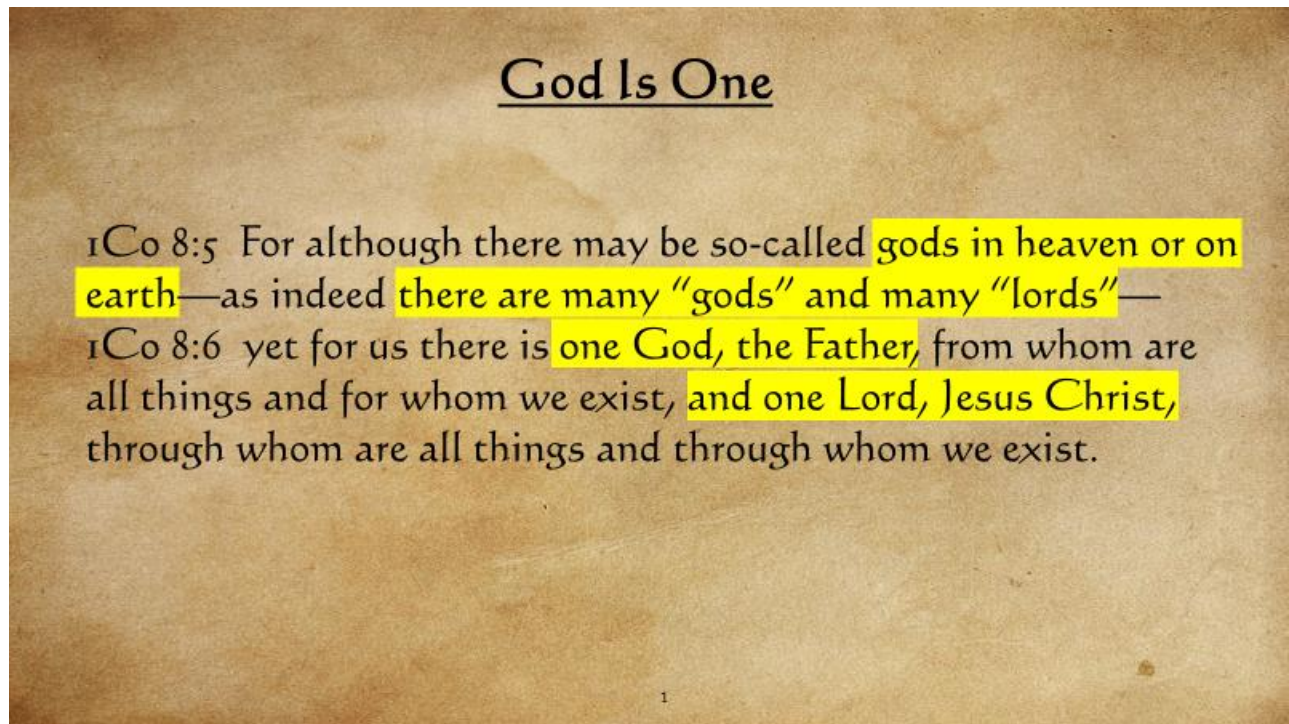 God Is One
1Co 8:5 For although there may be so-called gods in heaven or on
earth—as indeed there are many “gods” and many “lords”—
1Co 8:6 yet for us there is one God, the Father, from whom are
all things and for whom we exist, and one Lord, Jesus Christ,
through whom are all things and through whom we exist.
1